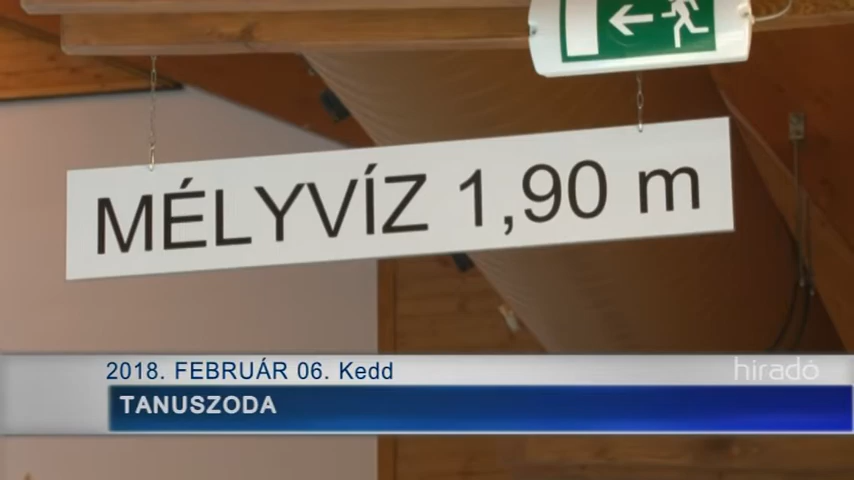 MÉLYVÍZ 1,90 m
2018. FEBRUÁR 06. Kedd
híradó
TANUSZODA